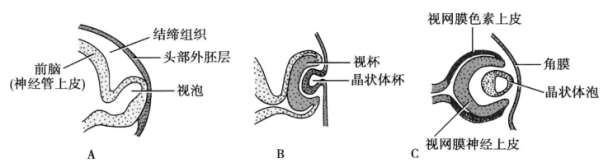 结缔组织
头部外胚层
前脑
(神经管上皮)
视泡
A
视杯
晶状体杯
B
视网膜色素上皮
角膜
晶状体泡
视网膜神经上皮
C